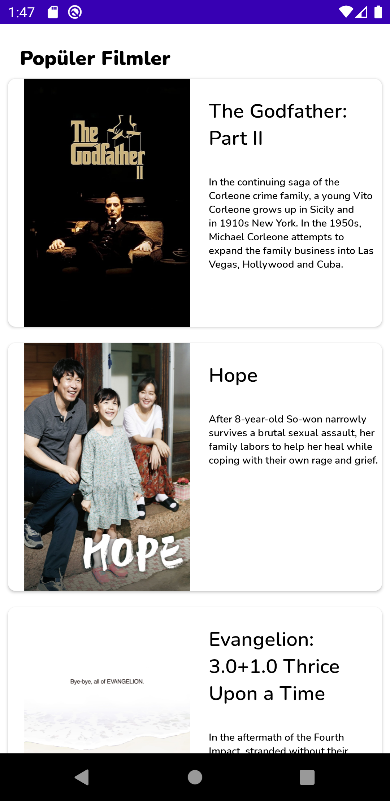 1:47
Popüler Filmler
The Godfather II
The Godfather:
Part II
In the continuing saga of the
Corleone crime family, a young Vito
Corleone grows up in Sicily and
in 1910s New York. In the 1950s,
Michael Corleone attempts to
expand the family business into Las
Vegas, Hollywood and Cuba.
HOPE
Hope
After 8-year-old So-won narrowly
survives a brutal sexual assault, her
family labors to help her heal while
coping with their own rage and grief.
Bye-bye, all of EVANGELION.
Evangelion:
3.0+1.0 Thrice
Upon a Time
In the aftermath of the Fourth
Impact, stranded without their